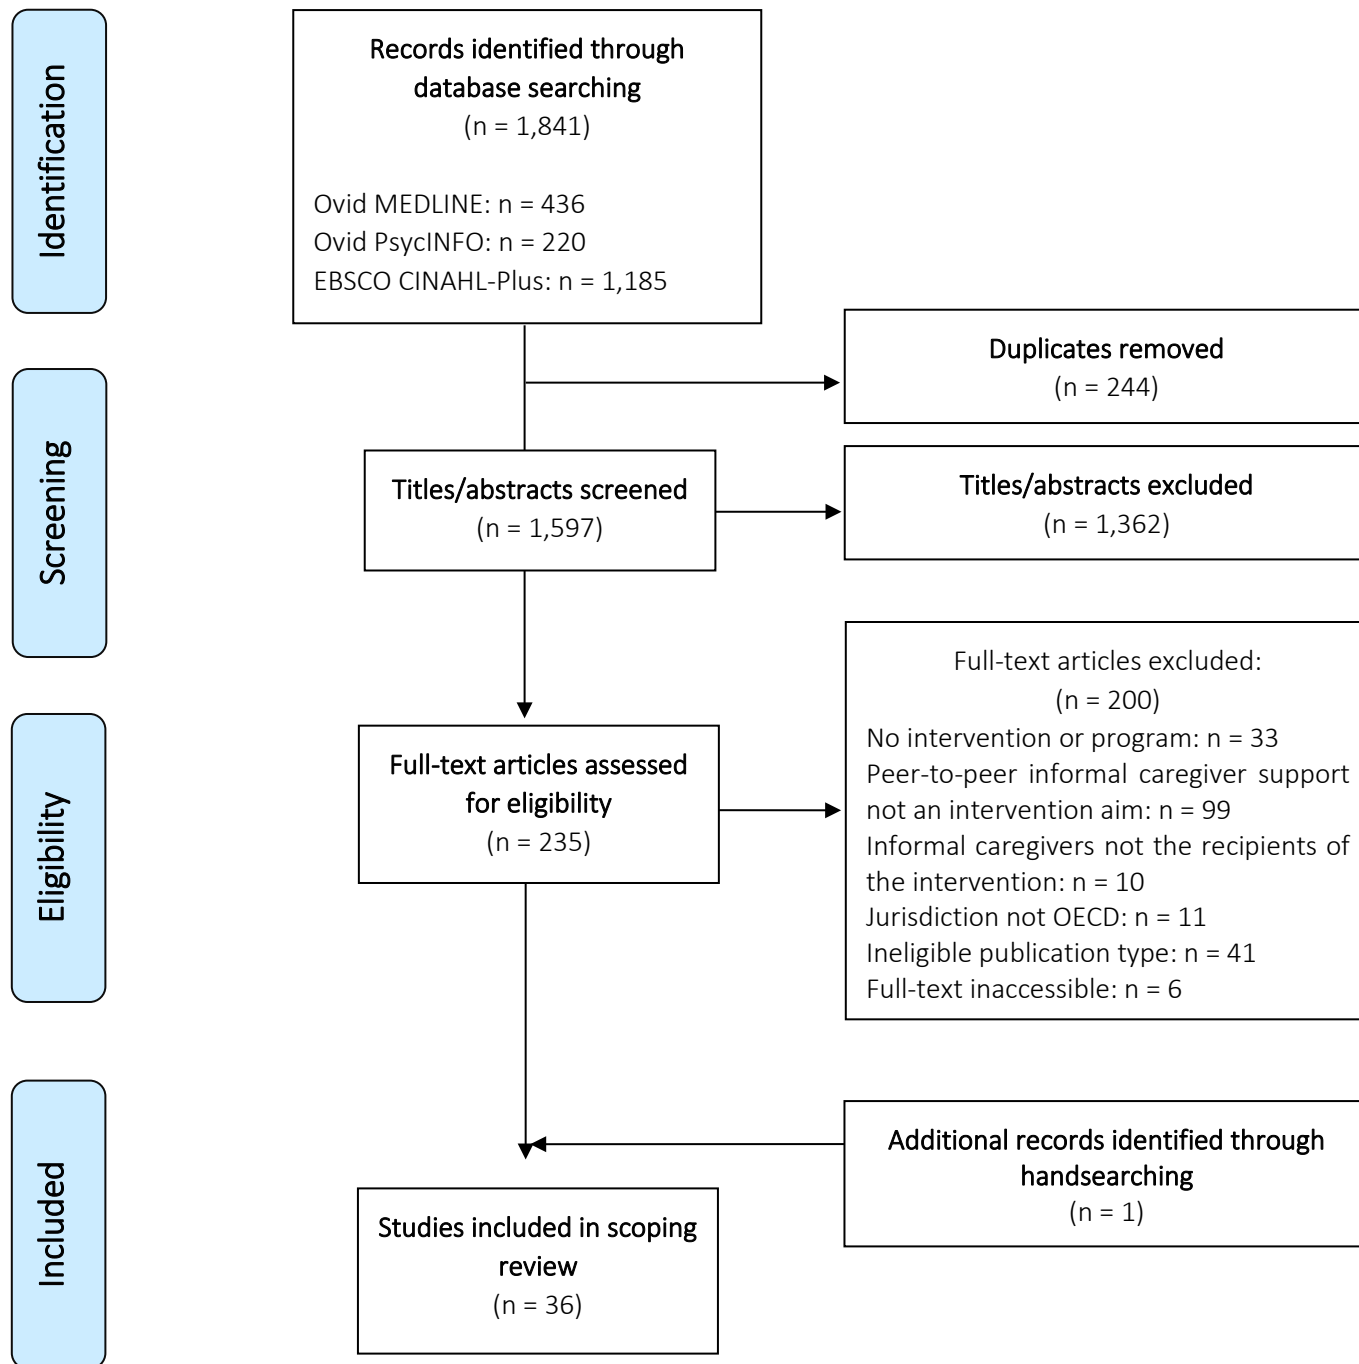 Identification
Records identified through
database searching
(n = 1,841)
Ovid MEDLINE: n = 436
Ovid PsycINFO: n = 220
EBSCO CINAHL-Plus: n = 1,185
Duplicates removed
(n = 244)
Screening
Titles/abstracts screened
(n = 1,597)
Titles/abstracts excluded
(n = 1,362)
Eligibility
Full-text articles assessed
for eligibility
(n = 235)
Full-text articles excluded:
(n = 200)
No intervention or program: n = 33
Peer-to-peer informal caregiver support
not an intervention aim: n = 99
Informal caregivers not the recipients of
the intervention: n = 10
Jurisdiction not OECD: n = 11
Ineligible publication type: n = 41
Full-text inaccessible: n = 6
Included
Additional records identified through
handsearching
(n = 1)
Studies included in scoping
review
(n = 36)